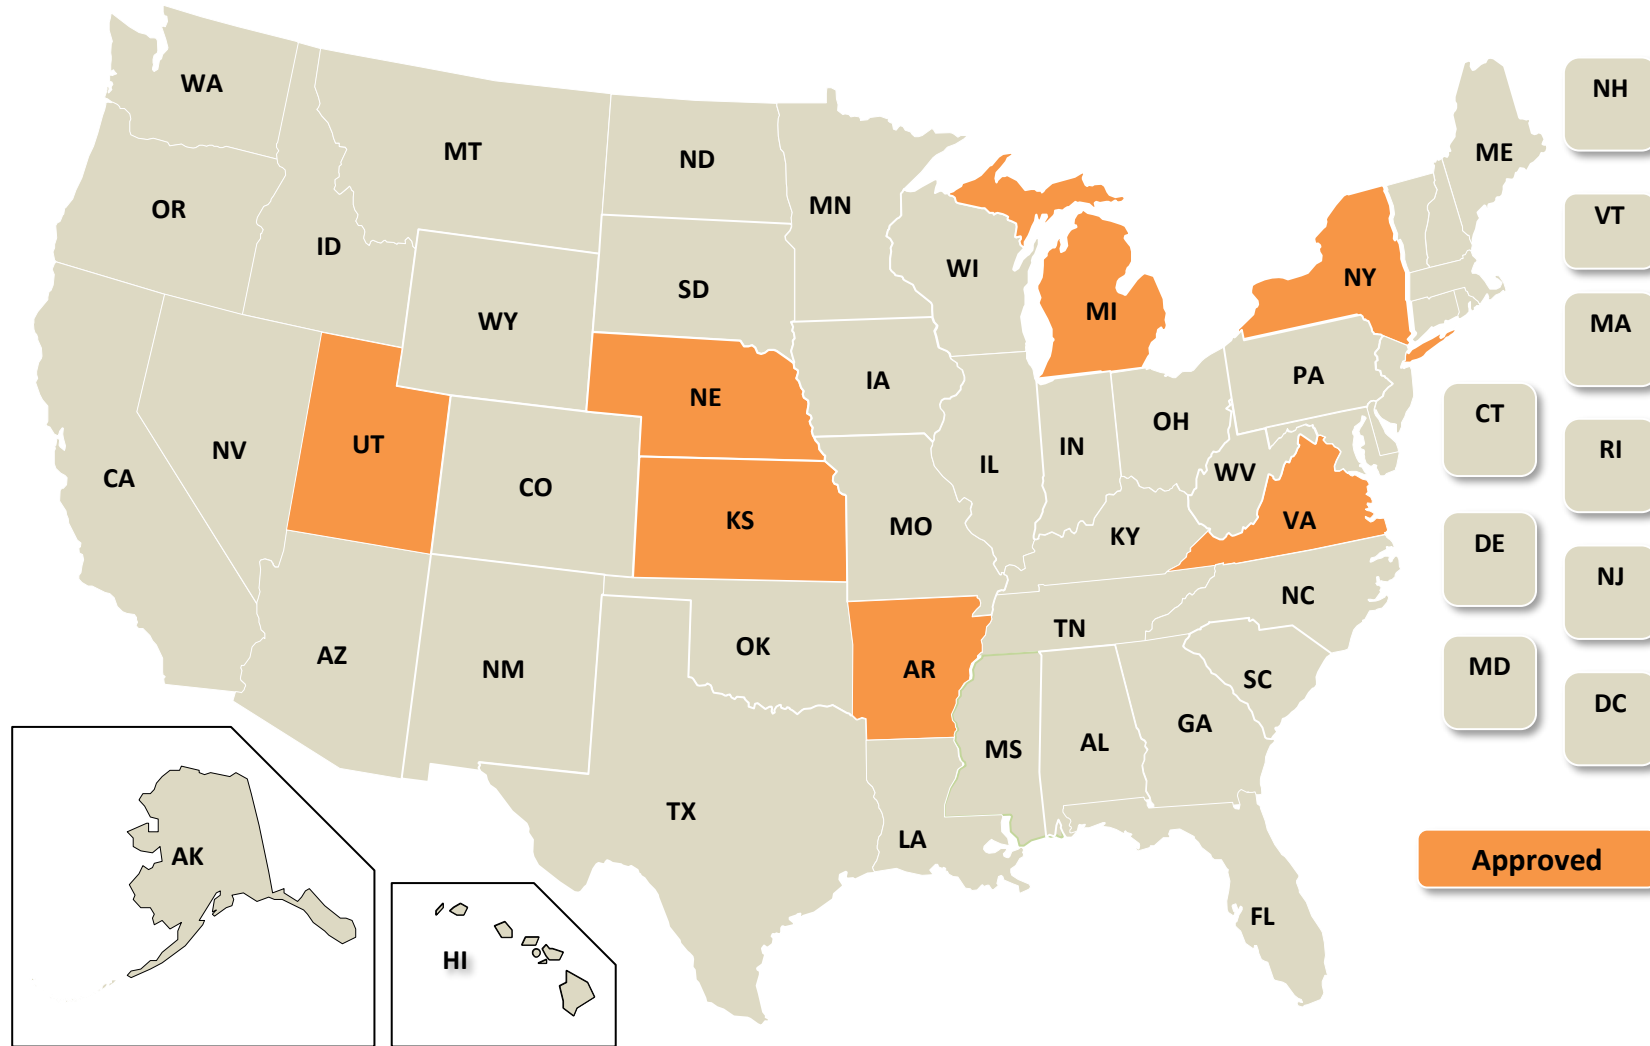 WA
MT
ND
MN
OR
ID
SD
WI
WY
MI
NY
ME
NH
VT
MA
NE
IA
PA
CT
RI
NV
UT
CO
KS
CA
IL
IN
OH
WV
MO
KY
VA
DE
NJ
NC
TN
AZ
NM
OK
AR
SC
MD
DC
MS
AL
GA
TX
LA
AK
HI
FL
Approved